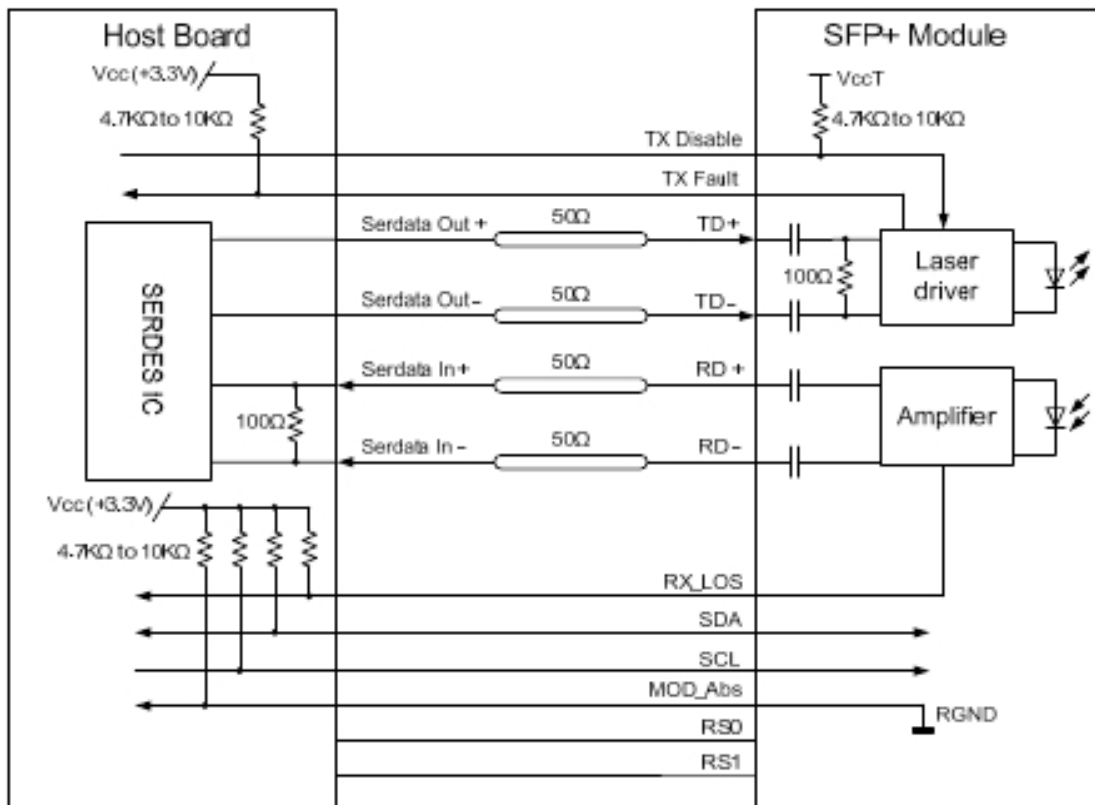 Host Board
SFP+ Module
Vcc(+3.3V)
VccT
4.7KΩ to 10KΩ
4.7KΩ to 10KΩ
TX Disable
TX Fault
Serdata Out +
50Ω
TD+
100Ω
Laser
driver
Serdata Out-
50Ω
TD-
SERDES IC
Serdata In+
50Ω
RD +
100Ω
Amplifier
Serdata In -
50Ω
RD-
Vcc(+3.3V)
4.7KΩ to 10KΩ
RX_LOS
SDA
SCL
MOD_Abs
RGND
RS0
RS1